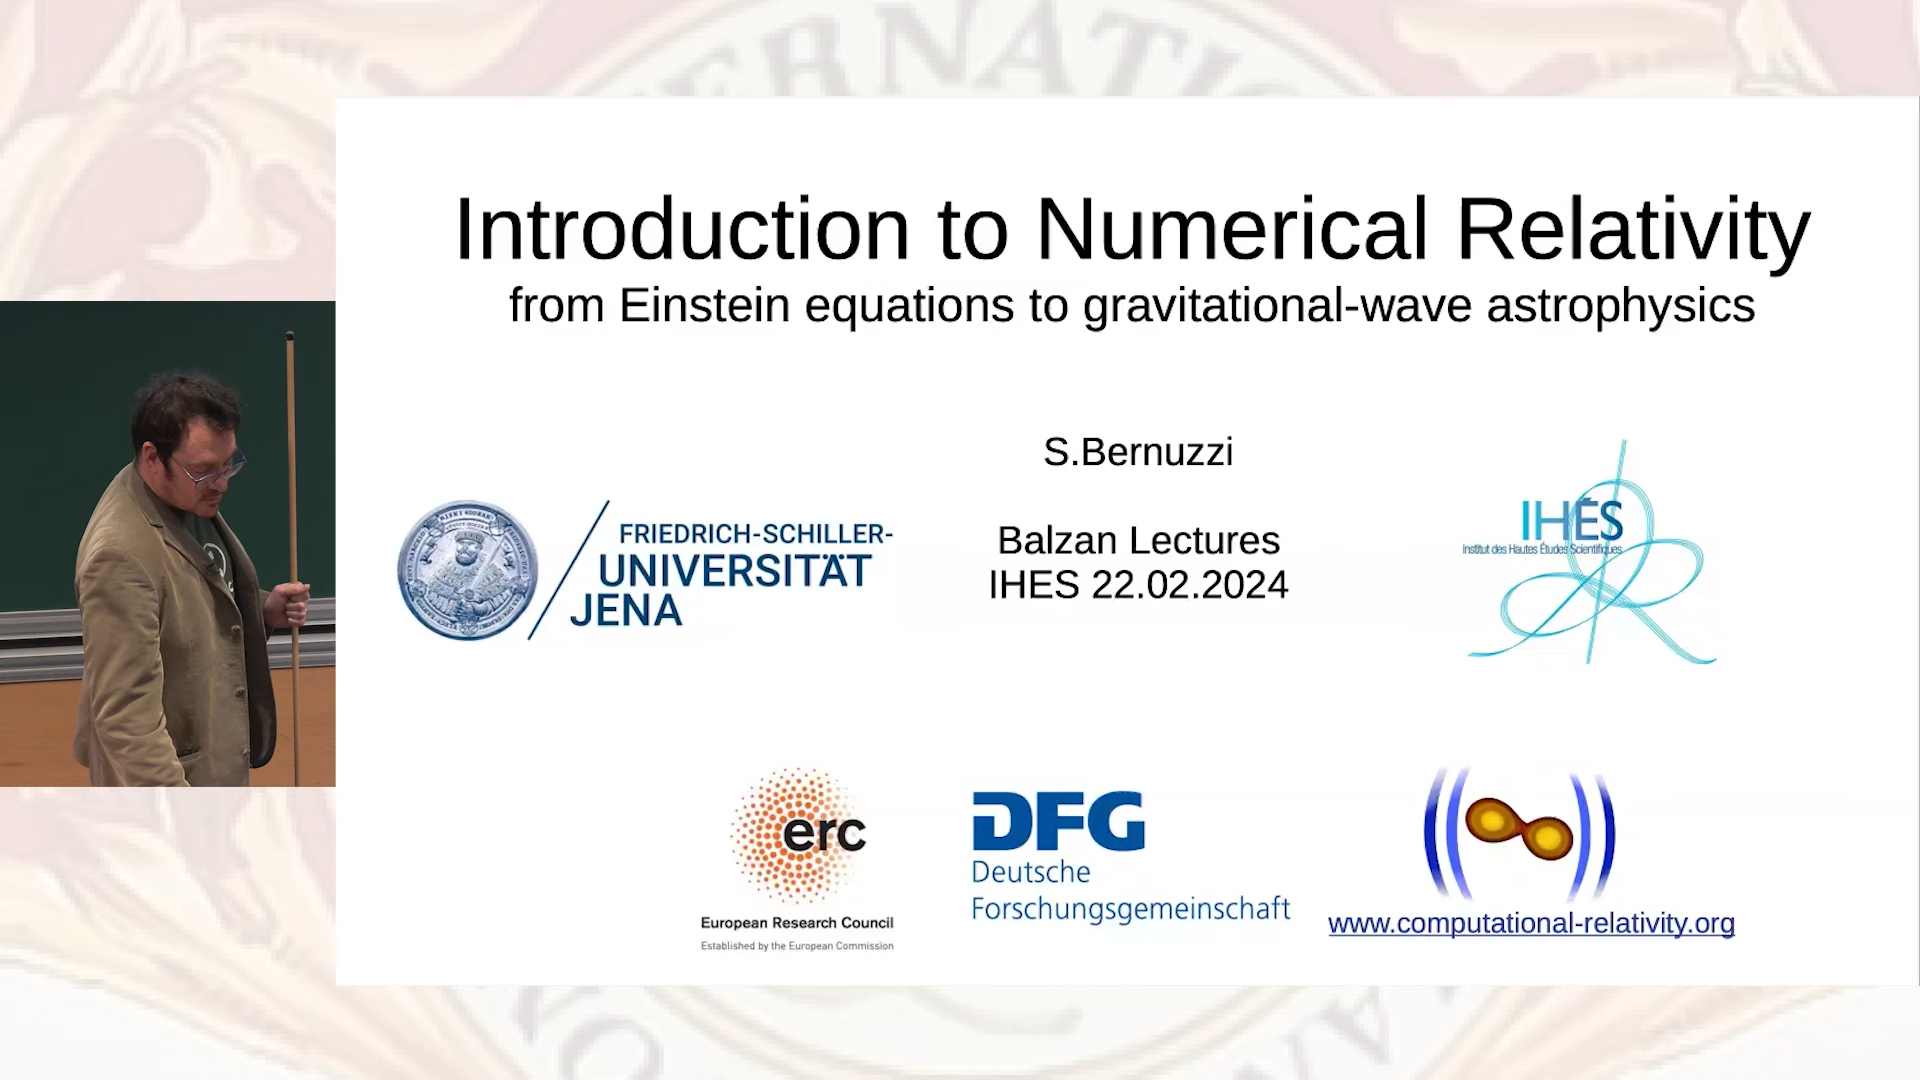 Introduction to Numerical Relativity
from Einstein equations to gravitational-wave astrophysics
S.Bernuzzi
Balzan Lectures
IHES 22.02.2024
FRIEDRICH-SCHILLER-
UNIVERSITÄT
JENA
IHÉS
Institut des Hautes Études Scientifiques
erc
European Research Council
Established by the European Commission
DFG
Deutsche
Forschungsgemeinschaft
www.computational-relativity.org